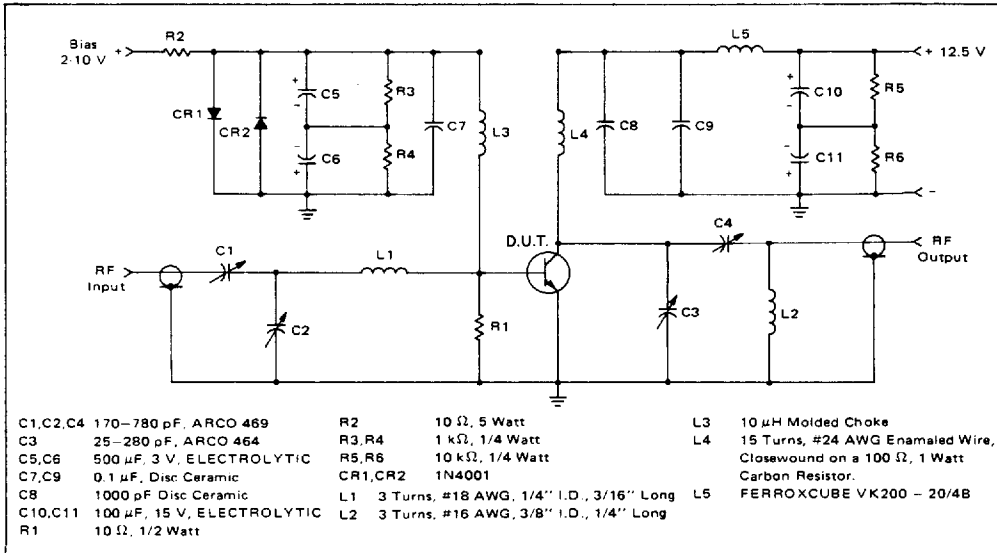 Bias
2-10 V
+
R2
L5
+ 12.5 V
+
C5
-
R3
CR1
CR2
-
C6
+
R4
C7
L3
L4
C8
C9
+
C10
-
R5
-
C11
+
R6
-
D.U.T.
C4
C1
L1
RF
Input
RF
Output
C2
R1
C3
L2
C1,C2,C4 170-780 pF, ARCO 469
C3 25-280 pF, ARCO 464
C5,C6 500 µF, 3 V, ELECTROLYTIC
C7,C9 0.1 µF, Disc Ceramic
C8 1000 pF Disc Ceramic
C10,C11 100 µF, 15 V, ELECTROLYTIC
R1 10 Ω, 1/2 Watt
R2 10 Ω, 5 Watt
R3,R4 1 kΩ, 1/4 Watt
R5,R6 10 kΩ, 1/4 Watt
CR1,CR2 1N4001
L1 3 Turns, #18 AWG, 1/4'' I.D., 3/16'' Long
L2 3 Turns, #16 AWG, 3/8'' I.D., 1/4'' Long
L3 10 µH Molded Choke
L4 15 Turns, #24 AWG Enamaled Wire,
Closewound on a 100 Ω, 1 Watt
Carbon Resistor.
L5 FERROXCUBE VK200 - 20/4B